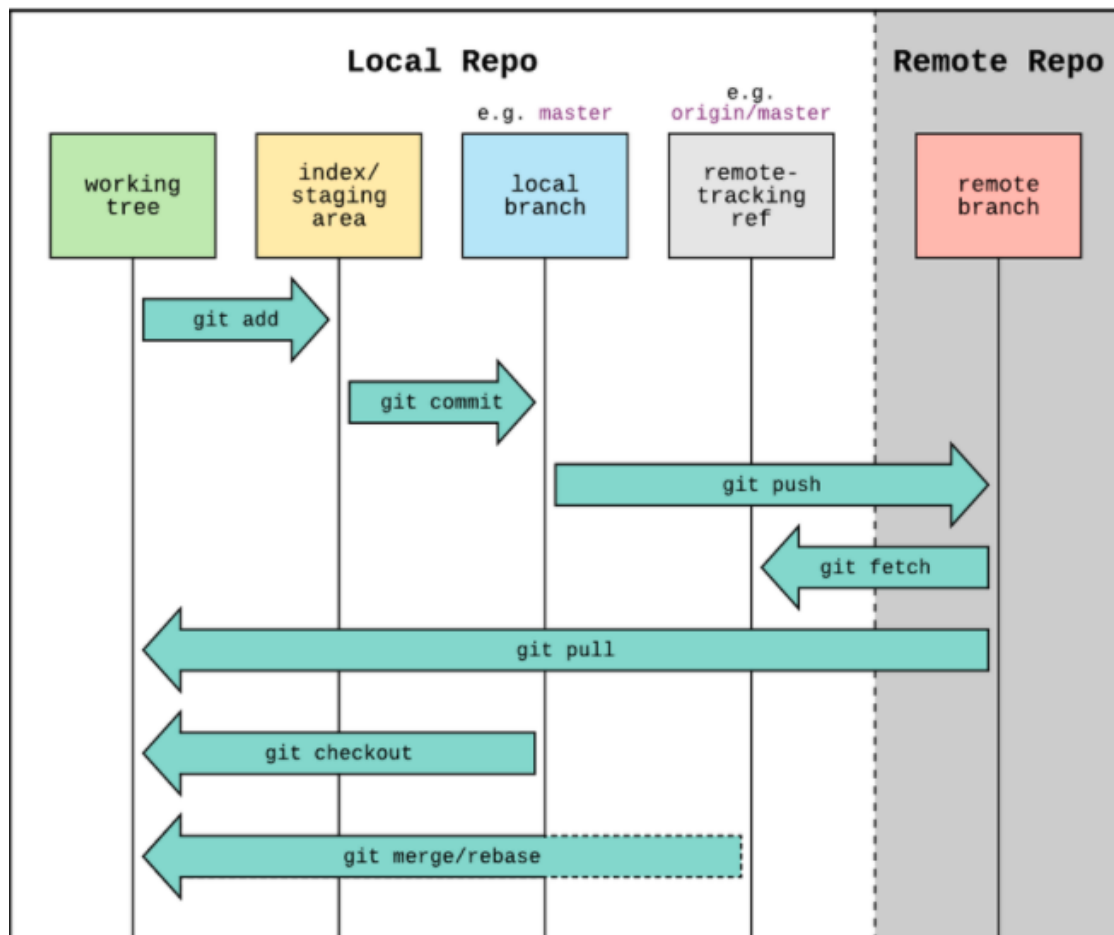 Local Repo
Remote Repo
e.g. master
e.g.
origin/master
working
tree
index/
staging
area
local
branch
remote-
tracking
ref
remote
branch
git add
git commit
git push
git fetch
git pull
git checkout
git merge/rebase